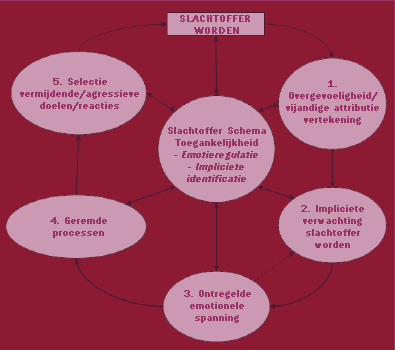 SLACHTOFFER
WORDEN
1.
Overgevoeligheid/
vijandige attributie
vertekening
2. Impliciete
verwachting
slachtoffer
worden
3. Ontregelde
emotionele
spanning
4. Geremde
processen
5. Selectie
vermijdende/agressieve
doelen/reacties
Slachtoffer Schema
Toegankelijkheid
- Emotieregulatie
- Impliciete
identificatie